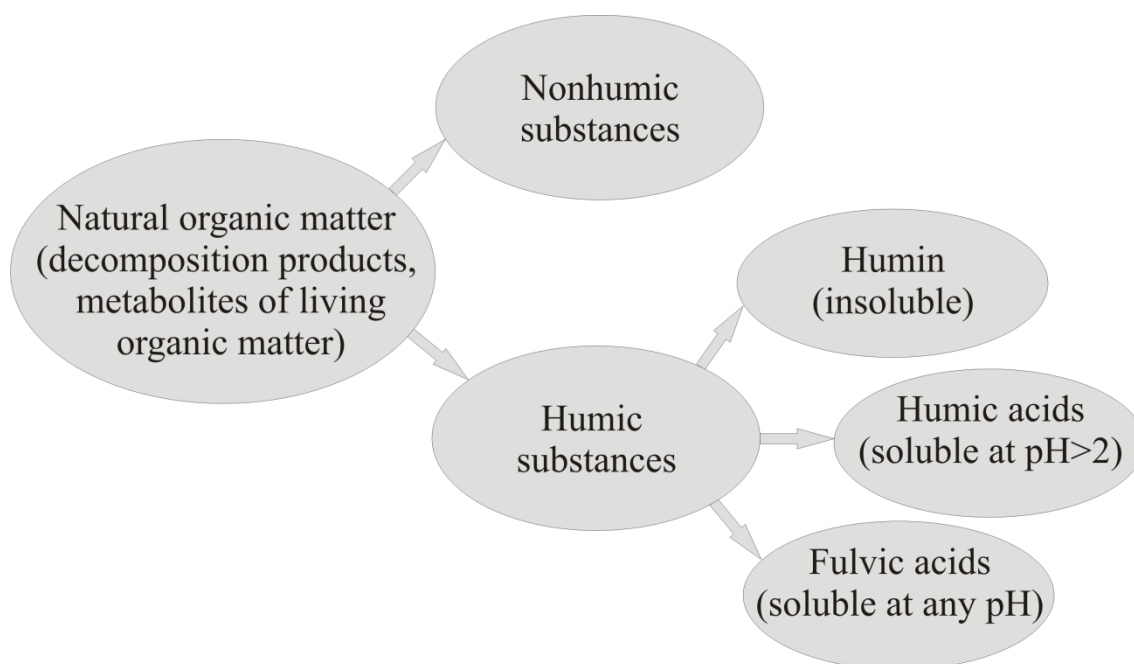 Nonhumic
substances
Natural organic matter
(decomposition products,
metabolites of living
organic matter)
Humin
(insoluble)
Humic
substances
Humic acids
(soluble at pH>2)
Fulvic acids
(soluble at any pH)